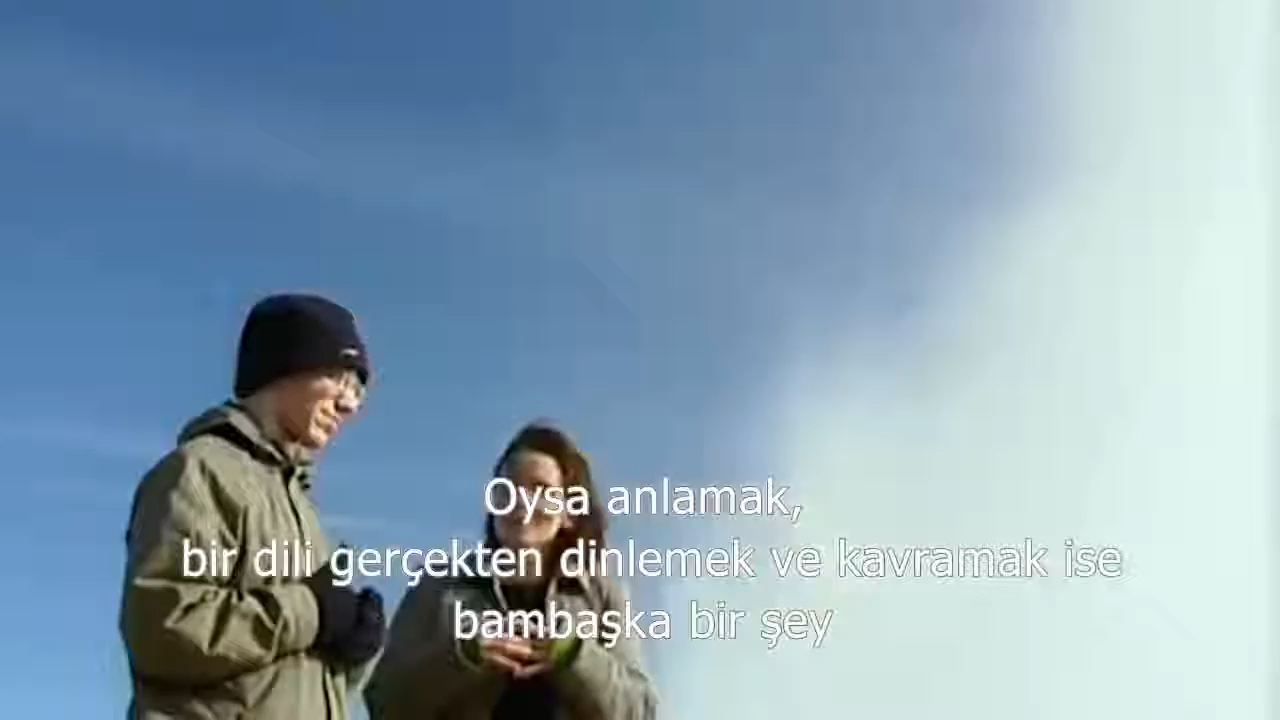 Oysa anlamak,
bir dili gerçekten dinlemek ve kavramak ise
bambaşka bir şey